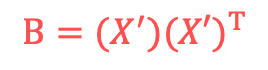 B = (X′)(X′)ᵀ